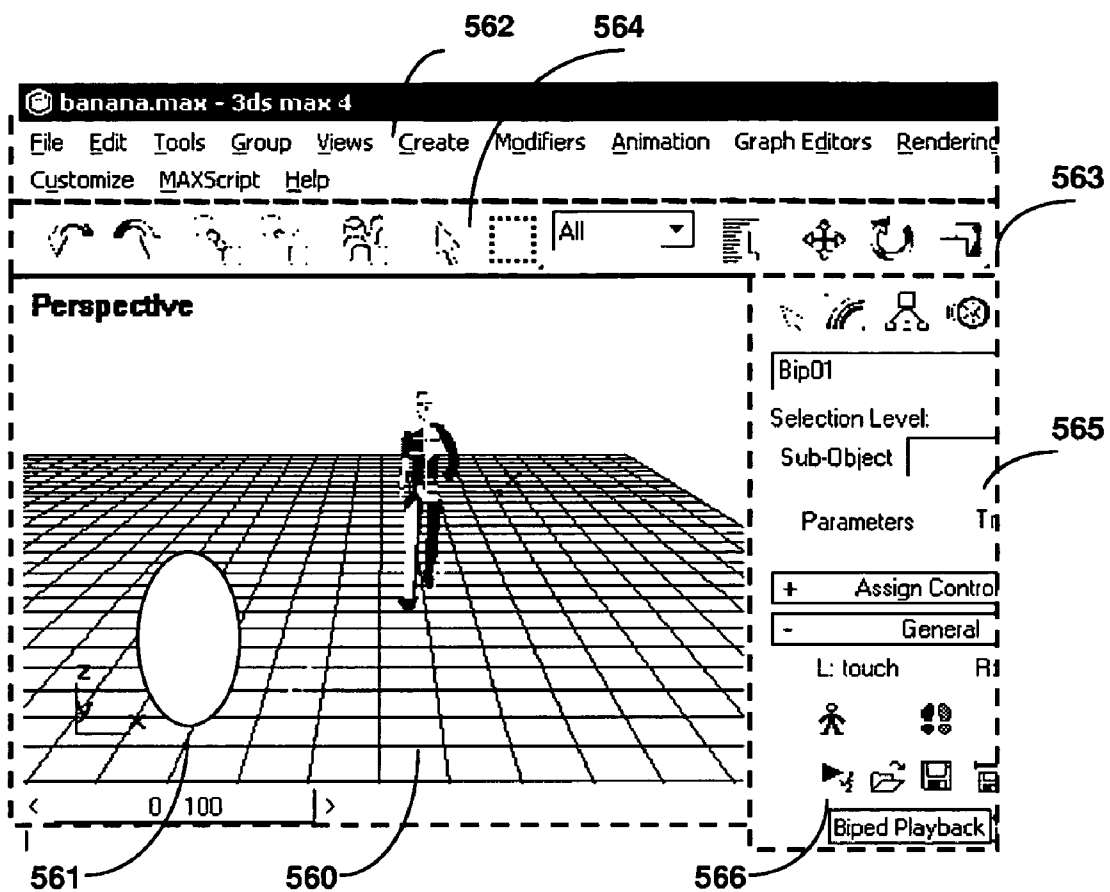 562 564
banana.max - 3ds max 4
File Edit Tools Group Views Create Modifiers Animation Graph Editors Rendering
Customize MAXScript Help
563
All
Perspective
Bip01
Selection Level:
565
Sub-Object
Parameters
+ Assign Contro
- General
L: touch R:
z
y x
< 0 100 >
Biped Playback
561 560 566